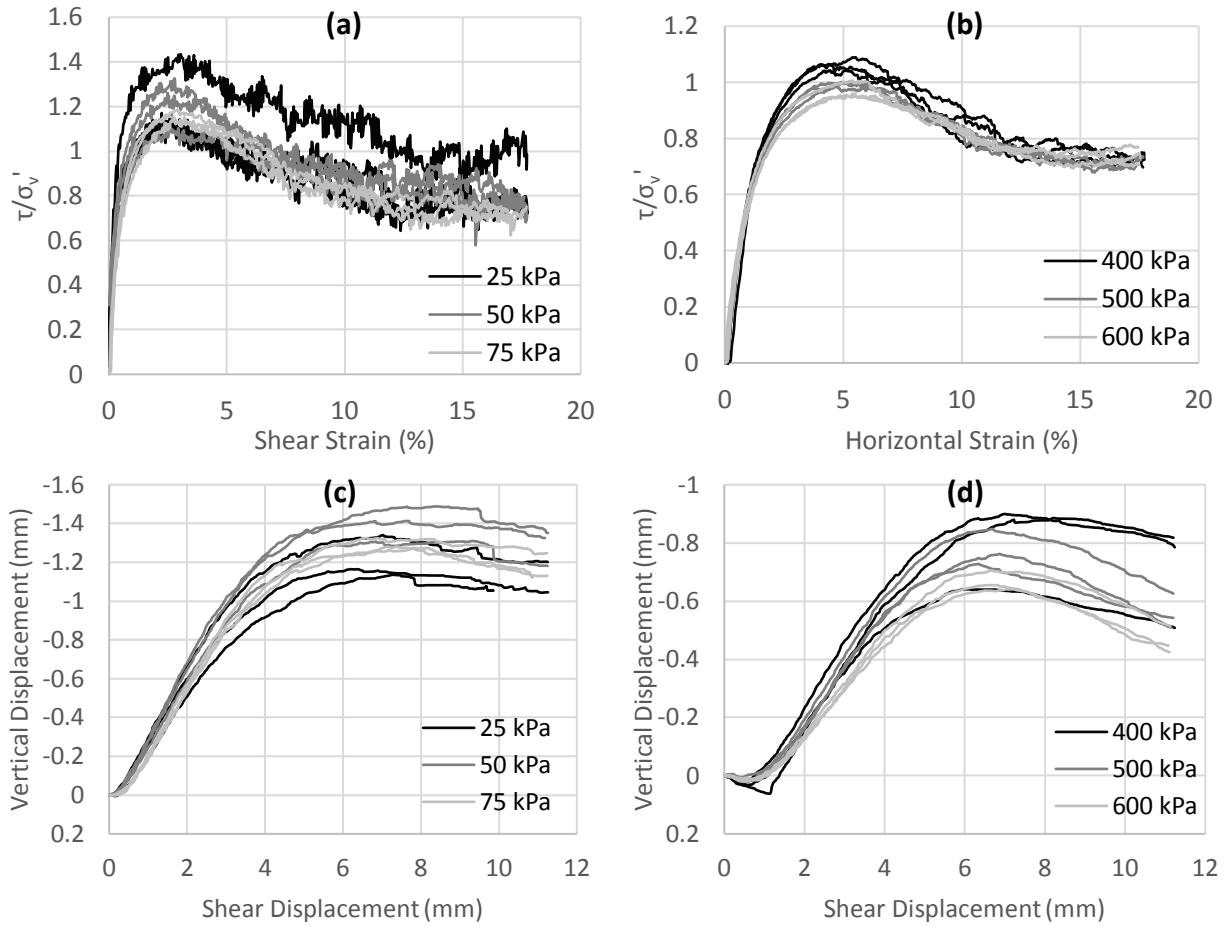 (a)
τ/σv'
1.6
1.4
1.2
1
0.8
0.6
0.4
0.2
0
25 kPa
50 kPa
75 kPa
0 5 10 15 20
Shear Strain (%)
(b)
τ/σv'
1.2
1
0.8
0.6
0.4
0.2
0
400 kPa
500 kPa
600 kPa
0 5 10 15 20
Horizontal Strain (%)
(c)
Vertical Displacement (mm)
-1.6
-1.4
-1.2
-1
-0.8
-0.6
-0.4
-0.2
0
0.2
25 kPa
50 kPa
75 kPa
0 2 4 6 8 10 12
Shear Displacement (mm)
(d)
Vertical Displacement (mm)
-1
-0.8
-0.6
-0.4
-0.2
0
0.2
400 kPa
500 kPa
600 kPa
0 2 4 6 8 10 12
Shear Displacement (mm)